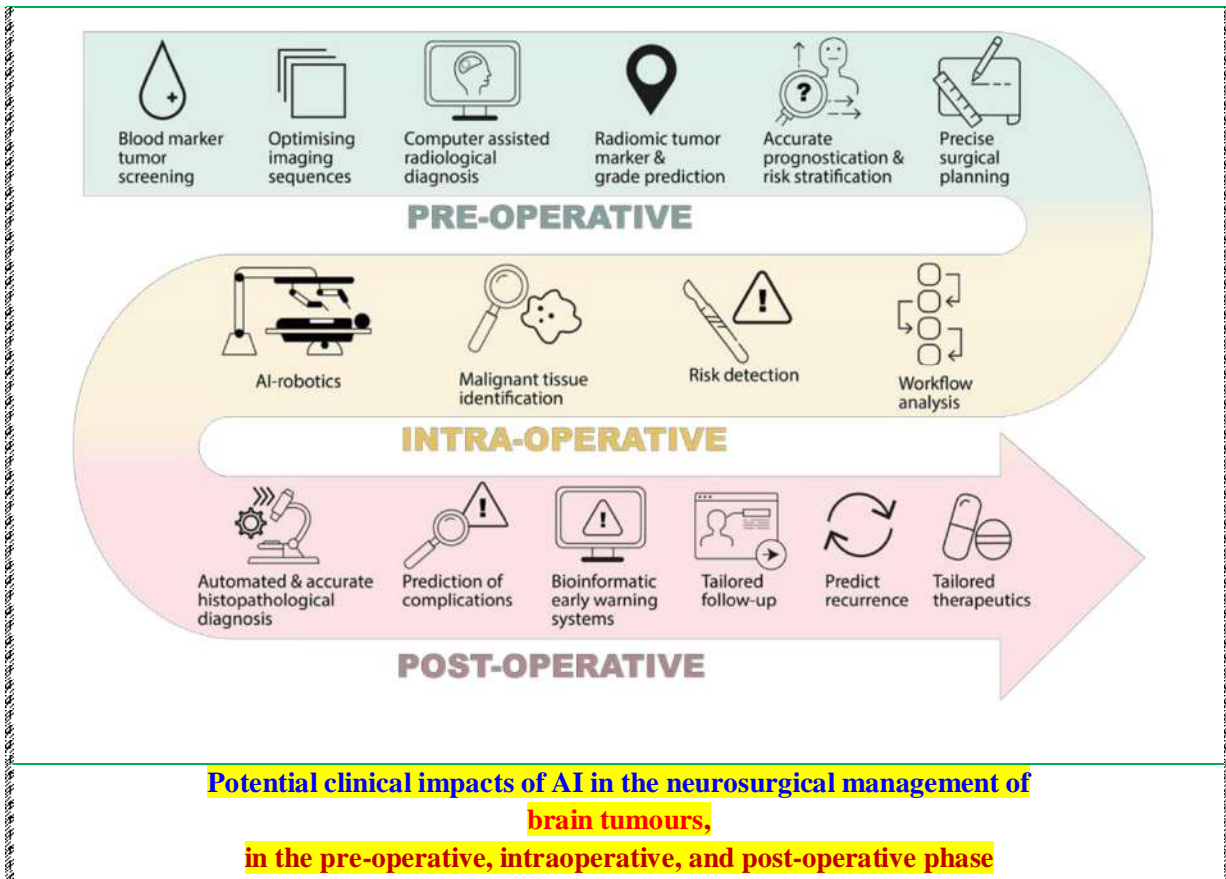 Blood marker
tumor
screening
Optimising
imaging
sequences
Computer assisted
radiological
diagnosis
Radiomic tumor
marker &
grade prediction
?
Accurate
prognostication &
risk stratification
Precise
surgical
planning
PRE-OPERATIVE
AI-robotics
Malignant tissue
identification
!
Risk detection
Workflow
analysis
INTRA-OPERATIVE
Automated & accurate
histopathological
diagnosis
!
Prediction of
complications
!
Bioinformatic
early warning
systems
Tailored
follow-up
Predict
recurrence
Tailored
therapeutics
POST-OPERATIVE
Potential clinical impacts of AI in the neurosurgical management of
brain tumours,
in the pre-operative, intraoperative, and post-operative phase